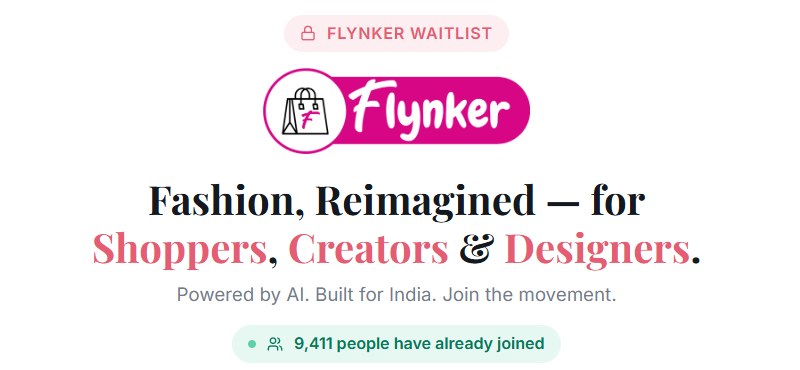 FLYNKER WAITLIST
F
Flynker
Fashion, Reimagined — for
Shoppers, Creators & Designers.
Powered by AI. Built for India. Join the movement.
9,411 people have already joined